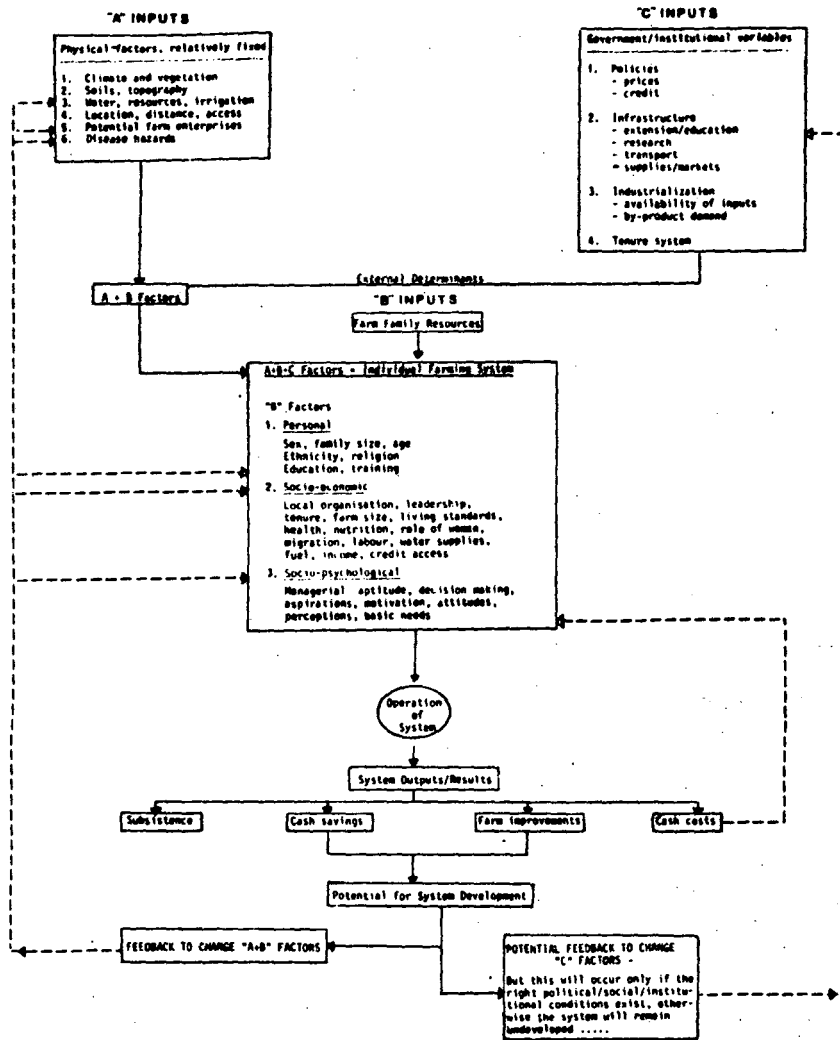 "A" INPUTS
Physical factors, relatively fixed
1. Climate and vegetation
2. Soils, topography
3. Water, resources, irrigation
4. Location, distance, access
5. Potential farm enterprises
6. Disease hazards
"C" INPUTS
Government/institutional variables
1. Policies
- prices
- credit
2. Infrastructure
- extension/education
- research
- transport
- supplies/markets
3. Industrialization
- availability of inputs
- by-product demand
4. Tenure system
External Determinants
A + B Factors
"B" INPUTS
Farm Family Resources
A+B+C Factors - Individual Farming System
"B" Factors
1. Personal
Sex, family size, age
Ethnicity, religion
Education, training
2. Socio-economic
Local organisation, leadership,
tenure, farm size, living standards,
health, nutrition, role of women,
migration, labour, water supplies,
fuel, income, credit access
3. Socio-psychological
Managerial aptitude, decision making,
aspirations, motivation, attitudes,
perceptions, basic needs
Operation
of
System
System Outputs/Results
Subsistence
Cash savings
Farm improvements
Cash costs
Potential for System Development
FEEDBACK TO CHANGE "A+B" FACTORS
POTENTIAL FEEDBACK TO CHANGE
"C" FACTORS -
But this will occur only if the
right political/social/institu-
tional conditions exist, other-
wise the system will remain
undeveloped .....